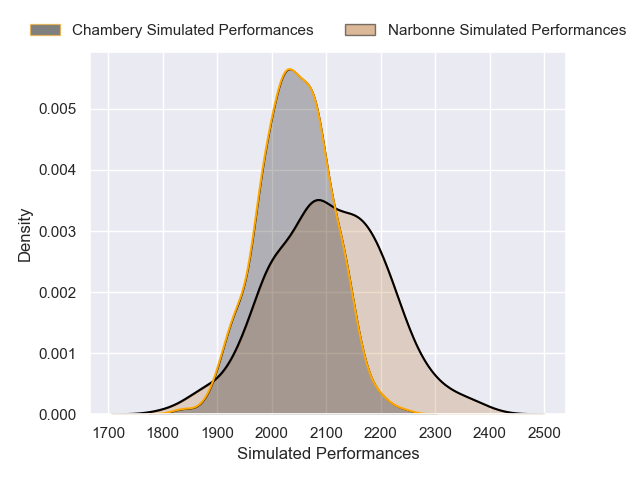 Chambery Simulated Performances Narbonne Simulated Performances
0.005
0.004
0.003
0.002
0.001
0.000
Density
1700 1800 1900 2000 2100 2200 2300 2400 2500
Simulated Performances